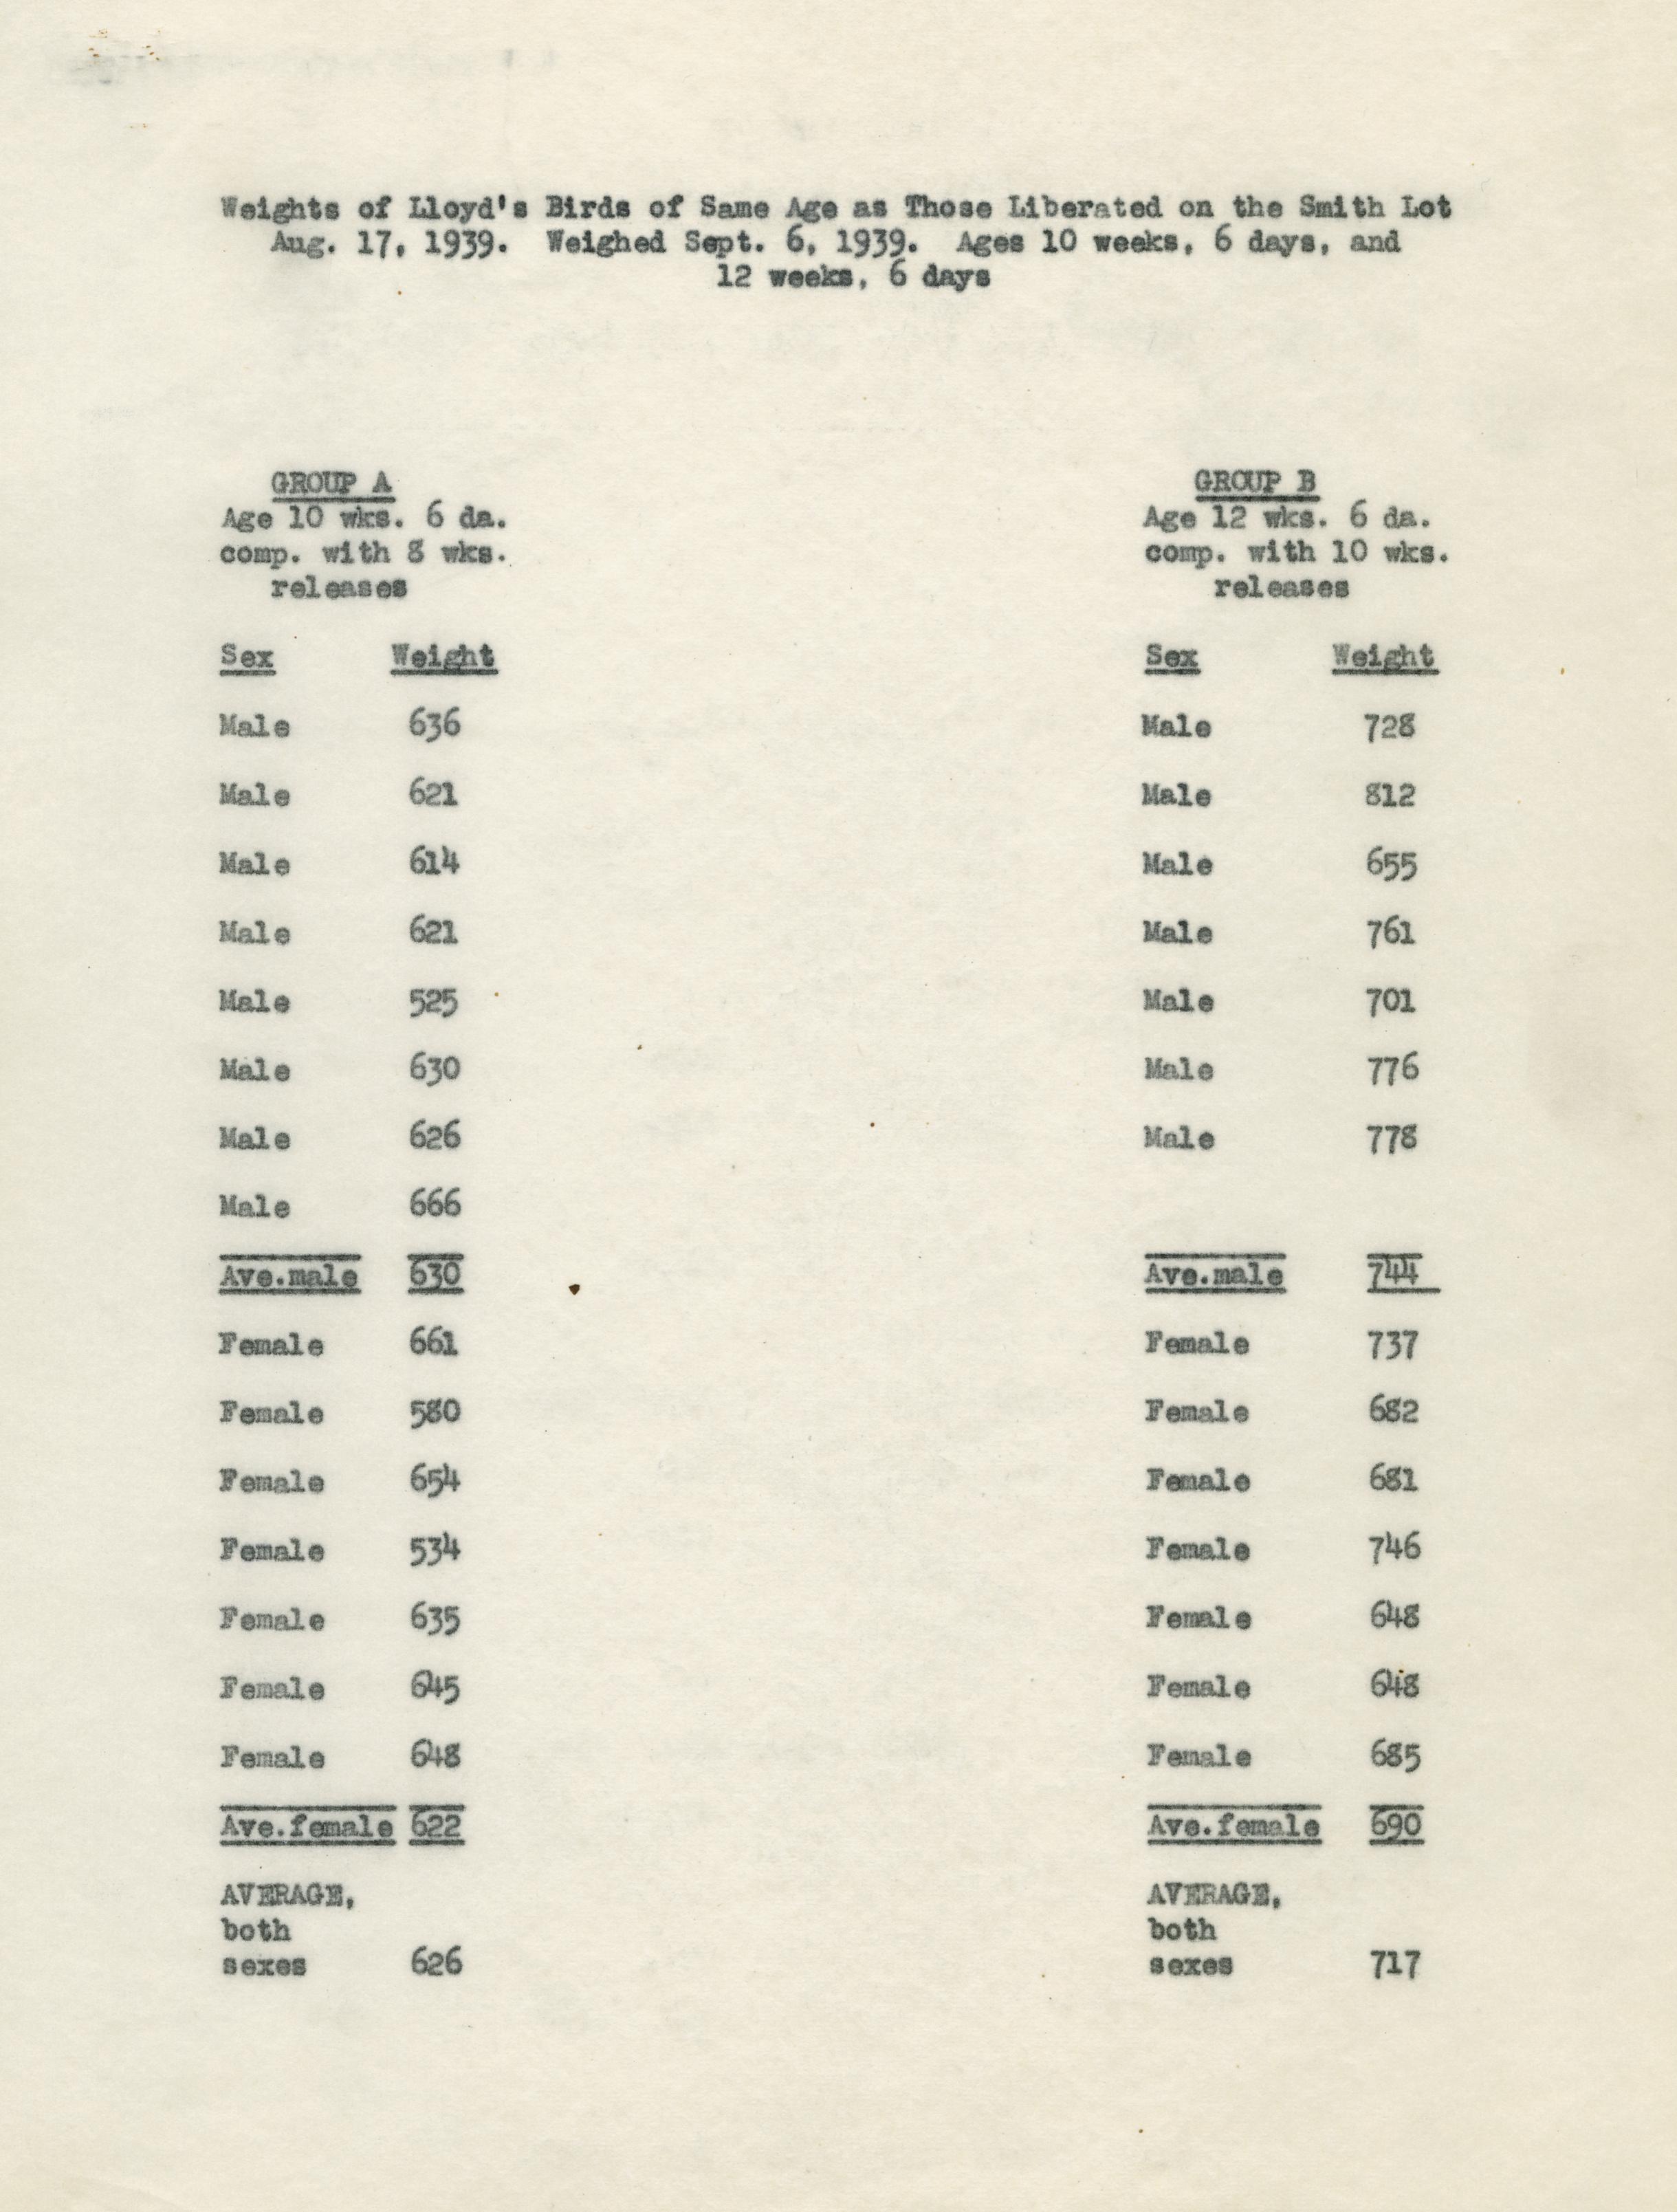 Weights of Lloyd's Birds of Same Age as Those Liberated on the Smith Lot
Aug. 17, 1939. Weighed Sept. 6, 1939. Ages 10 weeks, 6 days, and
12 weeks, 6 days
GROUP A
Age 10 wks. 6 da.
comp. with 8 wks.
releases
Sex Weight
Male 636
Male 621
Male 614
Male 621
Male 525
Male 630
Male 626
Male 666
Ave.male 630
Female 661
Female 580
Female 654
Female 534
Female 635
Female 645
Female 648
Ave.female 622
AVERAGE,
both
sexes 626
GROUP B
Age 12 wks. 6 da.
comp. with 10 wks.
releases
Sex Weight
Male 728
Male 812
Male 655
Male 761
Male 701
Male 776
Male 778
Ave.male 744
Female 737
Female 682
Female 681
Female 746
Female 648
Female 648
Female 685
Ave.female 690
AVERAGE,
both
sexes 717